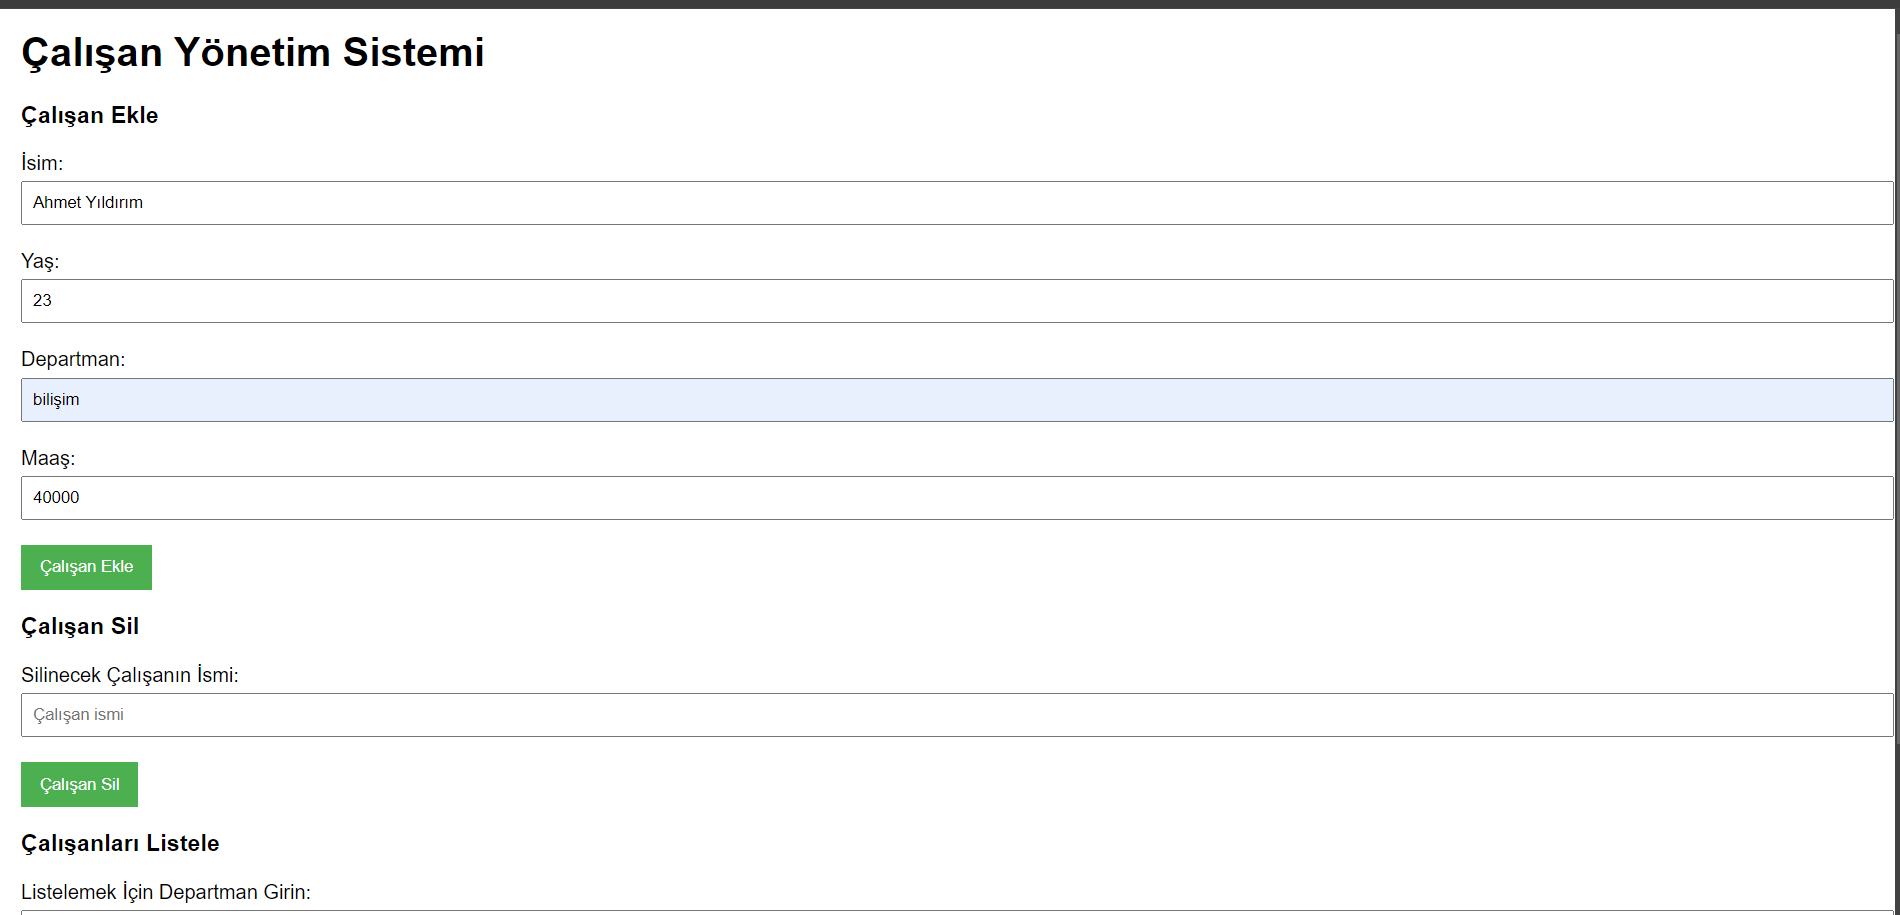 Çalışan Yönetim Sistemi
Çalışan Ekle
İsim:
Ahmet Yıldırım
Yaş:
23
Departman:
bilişim
Maaş:
40000
Çalışan Ekle
Çalışan Sil
Silinecek Çalışanın İsmi:
Çalışan ismi
Çalışan Sil
Çalışanları Listele
Listelemek İçin Departman Girin: